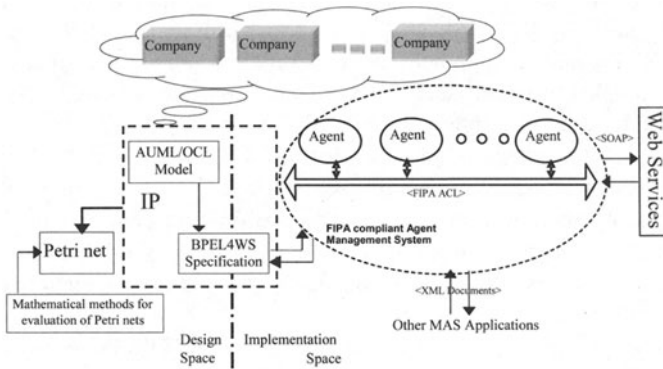 Company
Company
Company
Agent
Agent
Agent
<SOAP>
Web Services
<FIPA ACL>
AUML/OCL
Model
IP
BPEL4WS
Specification
FIPA compliant Agent
Management System
Petri net
Mathematical methods for
evaluation of Petri nets
<XML Documents>
Other MAS Applications
Design
Space
Implementation
Space